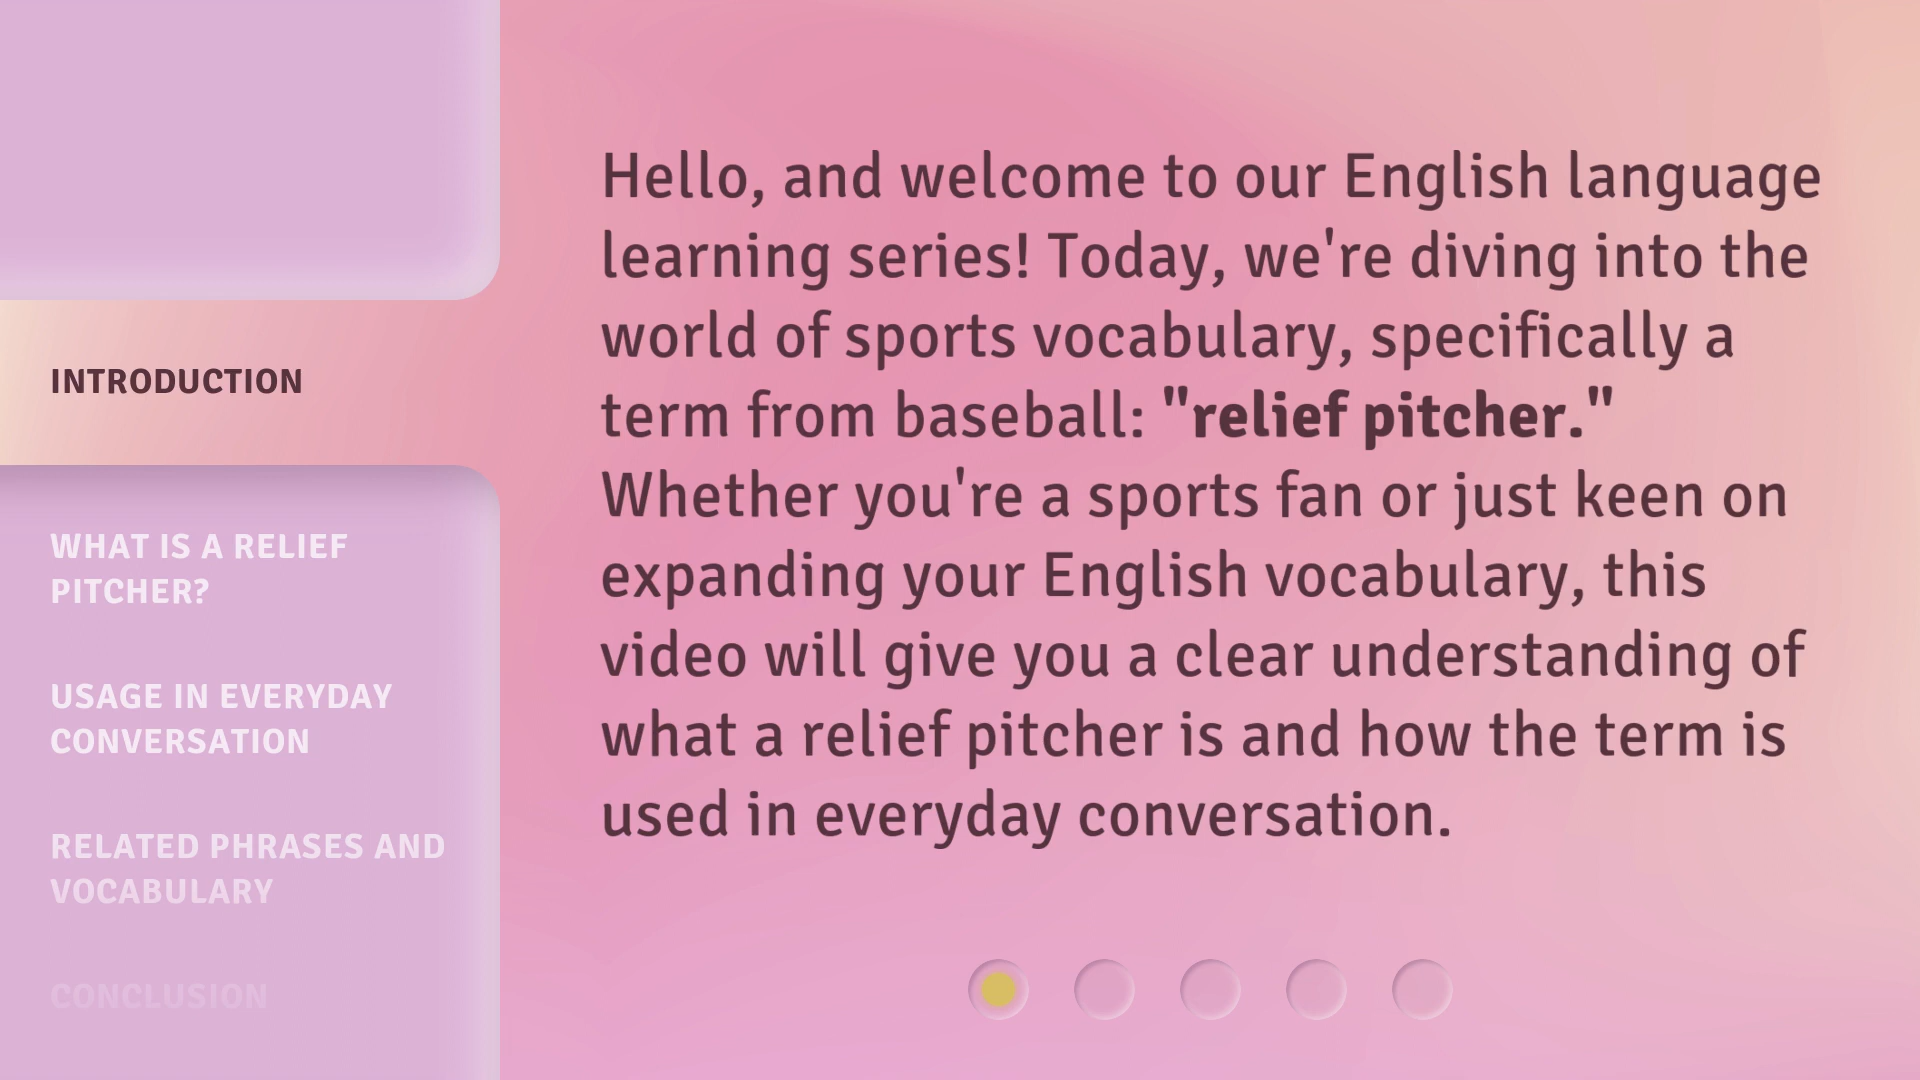 INTRODUCTION
WHAT IS A RELIEF
PITCHER?
USAGE IN EVERYDAY
CONVERSATION
RELATED PHRASES AND
VOCABULARY
CONCLUSION
Hello, and welcome to our English language
learning series! Today, we're diving into the
world of sports vocabulary, specifically a
term from baseball: "relief pitcher."
Whether you're a sports fan or just keen on
expanding your English vocabulary, this
video will give you a clear understanding of
what a relief pitcher is and how the term is
used in everyday conversation.